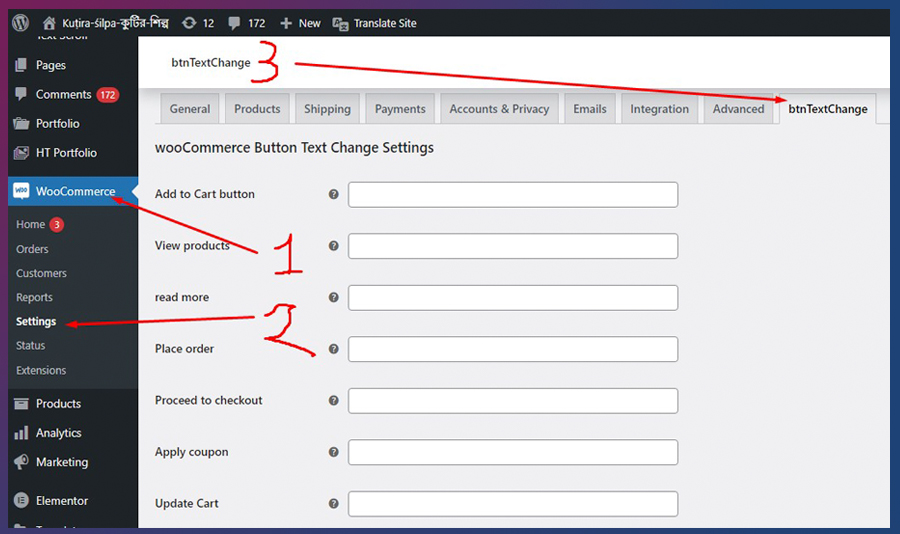 Kuṭira-śilpa-কুটির-শিল্প 12 172 New Translate Site
Text Scroll
Pages
Comments 172
Portfolio
HT Portfolio
WooCommerce
Home 3
Orders
Customers
Reports
Settings
Status
Extensions
Products
Analytics
Marketing
Elementor
btnTextChange 3
General Products Shipping Payments Accounts & Privacy Emails Integration Advanced btnTextChange
wooCommerce Button Text Change Settings
Add to Cart button
View products
1
read more
2
Place order
Proceed to checkout
Apply coupon
Update Cart